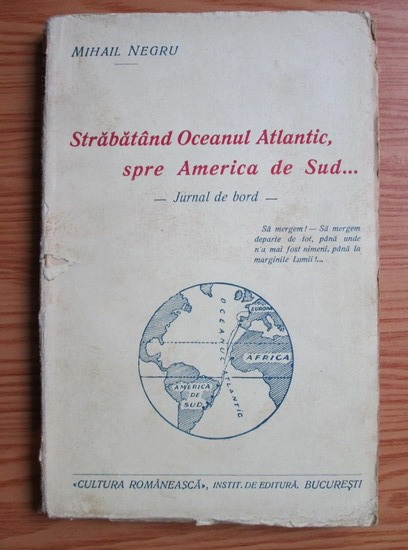 MIHAIL NEGRU
Străbătând Oceanul Atlantic,
spre America de Sud...
— Jurnal de bord —
Să mergem! — Să mergem
departe de tot, până unde
n'a mai fost nimeni, până la
marginile Lumii!...
OCEANUL ATLANTIC
EUROPA
AFRICA
AMERICA
DE
SUD
«CULTURA ROMÂNEASCĂ», INSTIT. DE EDITURĂ. BUCUREȘTI